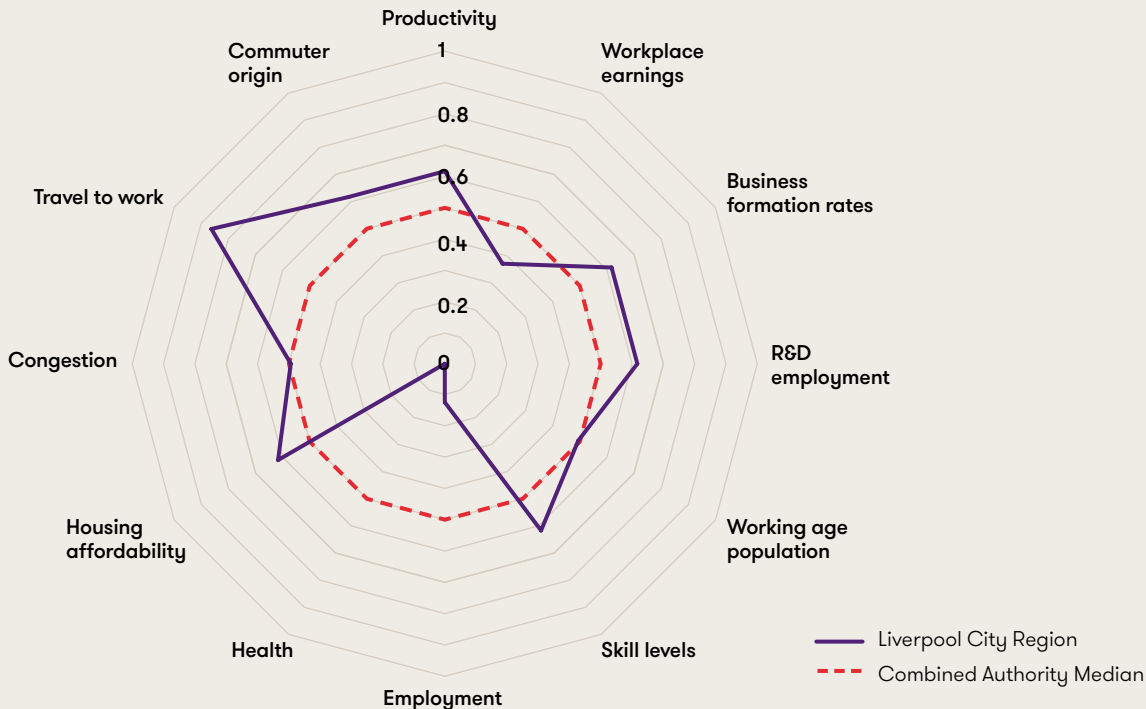 Productivity
Commuter
origin
1
Workplace
earnings
0.8
Travel to work
0.6
Business
formation rates
0.4
0.2
Congestion
0
R&D
employment
Housing
affordability
Working age
population
Health
Skill levels
Employment
Liverpool City Region
Combined Authority Median